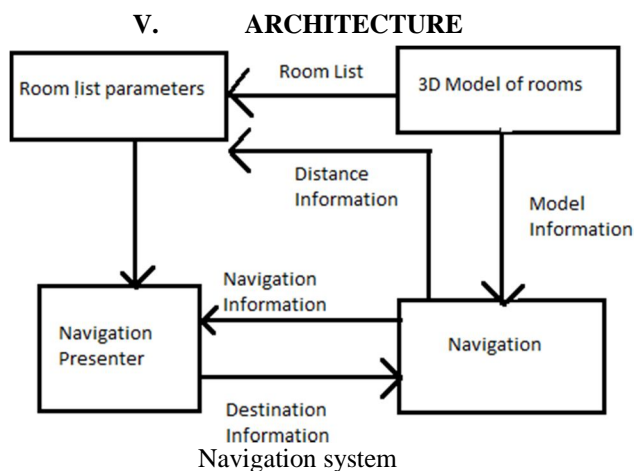 V. ARCHITECTURE
Room list parameters
Room List
3D Model of rooms
Distance
Information
Model
Information
Navigation
Information
Navigation
Presenter
Navigation
Destination
Information
Navigation system